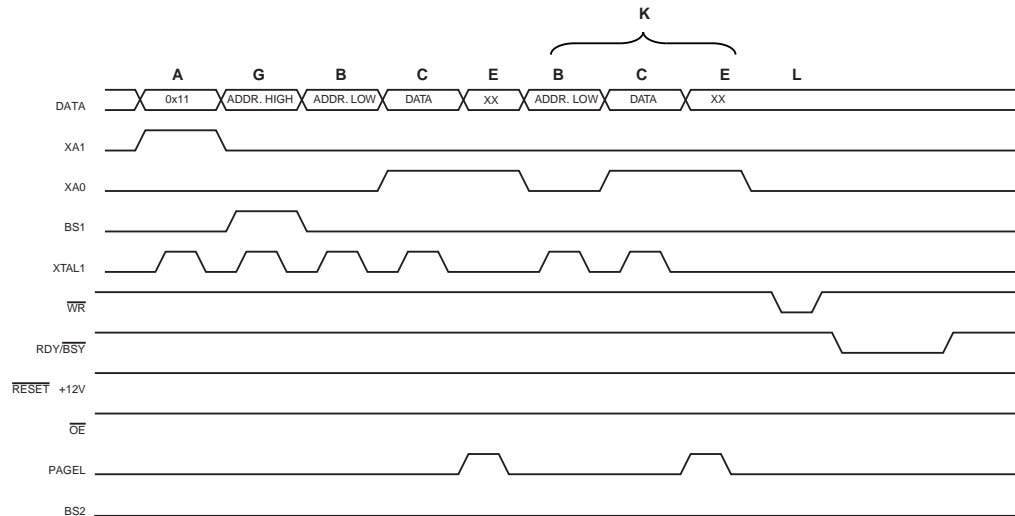 K
A G B C E B C E L
DATA 0x11 ADDR. HIGH ADDR. LOW DATA XX ADDR. LOW DATA XX
XA1
XA0
BS1
XTAL1
WR
RDY/BSY
RESET +12V
OE
PAGEL
BS2